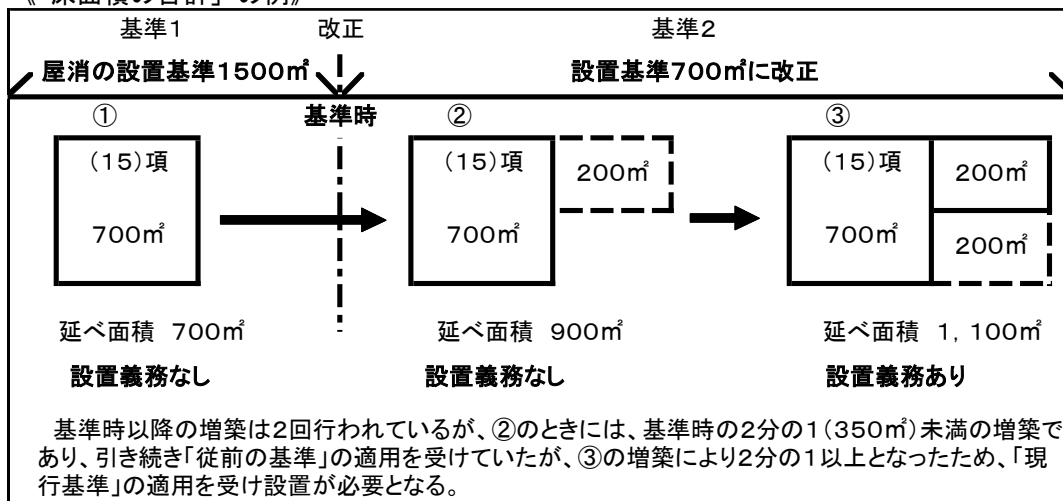 《「床面積の合計」の例》
基準1 改正 基準2
屋消の設置基準1500㎡ 設置基準700㎡に改正
① 基準時 ② ③
(15)項 (15)項 200㎡ (15)項 200㎡
700㎡ 700㎡ 700㎡ 200㎡
延べ面積 700㎡ 延べ面積 900㎡ 延べ面積 1,100㎡
設置義務なし 設置義務なし 設置義務あり
基準時以降の増築は2回行われているが、②のときには、基準時の2分の1(350㎡)未満の増築で
あり、引き続き「従前の基準」の適用を受けていたが、③の増築により2分の1以上となったため、「現
行基準」の適用を受け設置が必要となる。